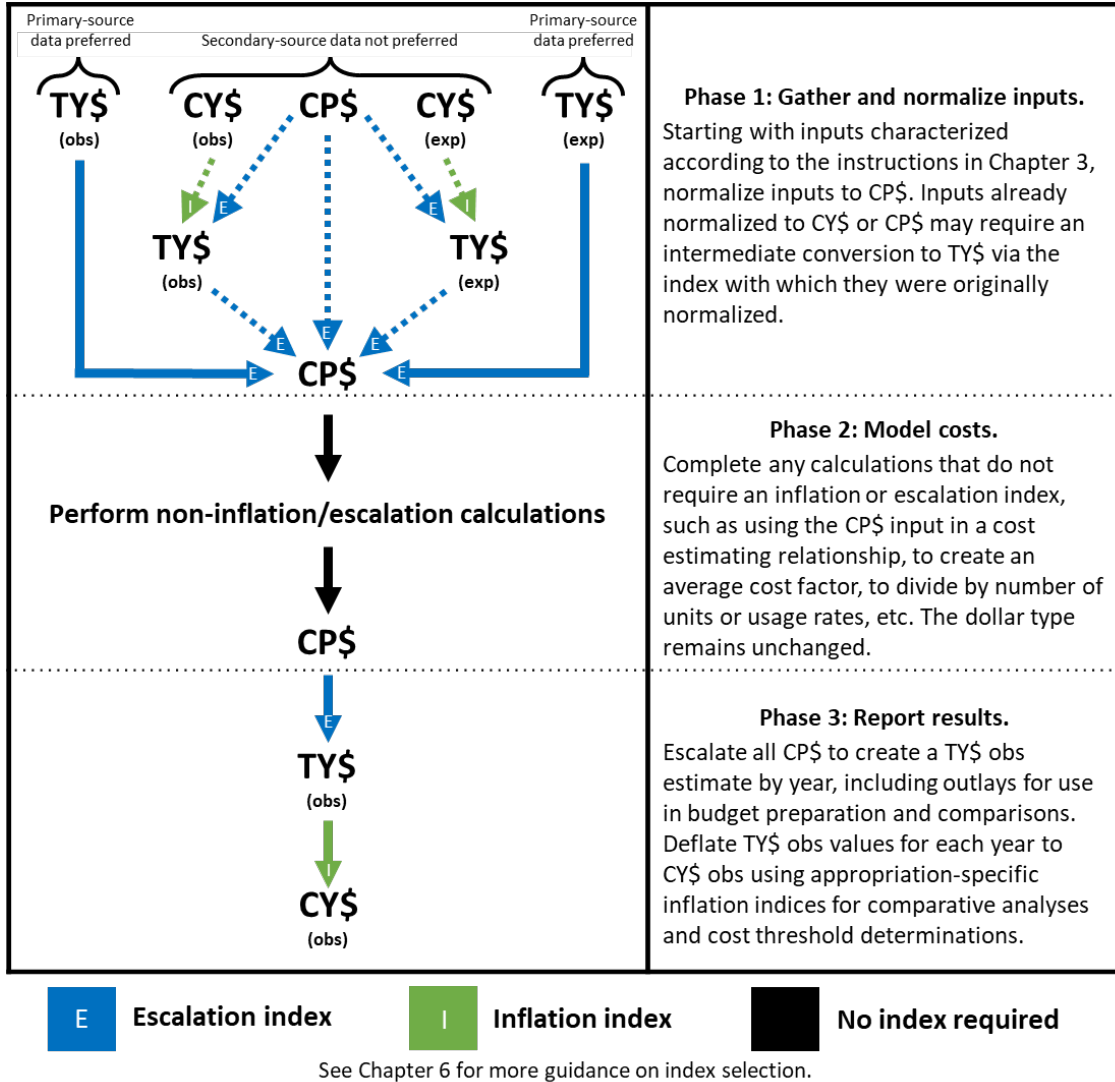 Primary-source
data preferred
Secondary-source data not preferred
Primary-source
data preferred
TY$
(obs)
CY$
(obs)
CP$
CY$
(exp)
TY$
(exp)
I
E
E
I
TY$
(obs)
TY$
(exp)
E
E
E
E
CP$
E
Phase 1: Gather and normalize inputs.
Starting with inputs characterized
according to the instructions in Chapter 3,
normalize inputs to CP$. Inputs already
normalized to CY$ or CP$ may require an
intermediate conversion to TY$ via the
index with which they were originally
normalized.
Perform non-inflation/escalation calculations
CP$
Phase 2: Model costs.
Complete any calculations that do not
require an inflation or escalation index,
such as using the CP$ input in a cost
estimating relationship, to create an
average cost factor, to divide by number of
units or usage rates, etc. The dollar type
remains unchanged.
E
TY$
(obs)
I
CY$
(obs)
Phase 3: Report results.
Escalate all CP$ to create a TY$ obs
estimate by year, including outlays for use
in budget preparation and comparisons.
Deflate TY$ obs values for each year to
CY$ obs using appropriation-specific
inflation indices for comparative analyses
and cost threshold determinations.
E Escalation index
I Inflation index
No index required
See Chapter 6 for more guidance on index selection.